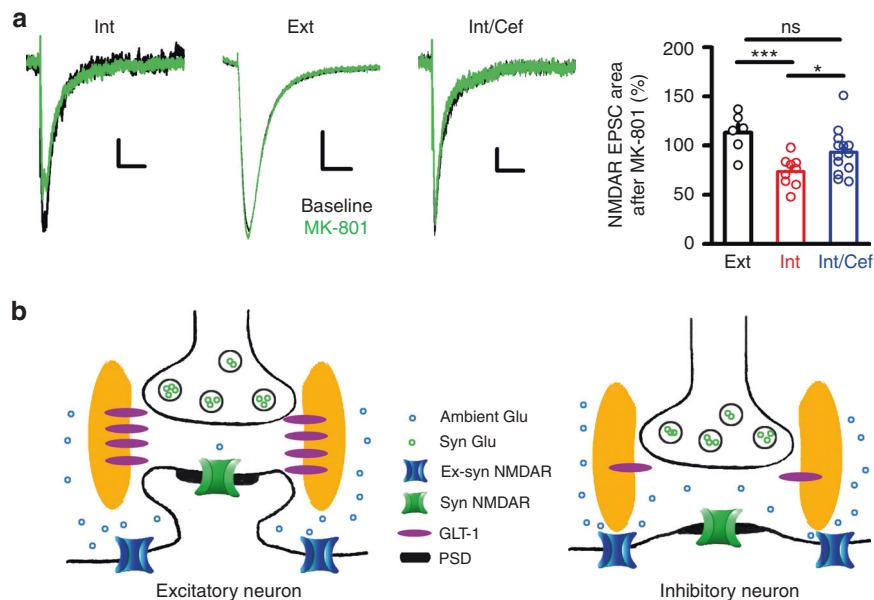 a
Int
Ext
Int/Cef
Baseline
MK-801
NMDAR EPSC area
after MK-801 (%)
200
150
100
50
0
ns
***
*
Ext
Int
Int/Cef
b
Ambient Glu
Syn Glu
Ex-syn NMDAR
Syn NMDAR
GLT-1
PSD
Excitatory neuron
Inhibitory neuron